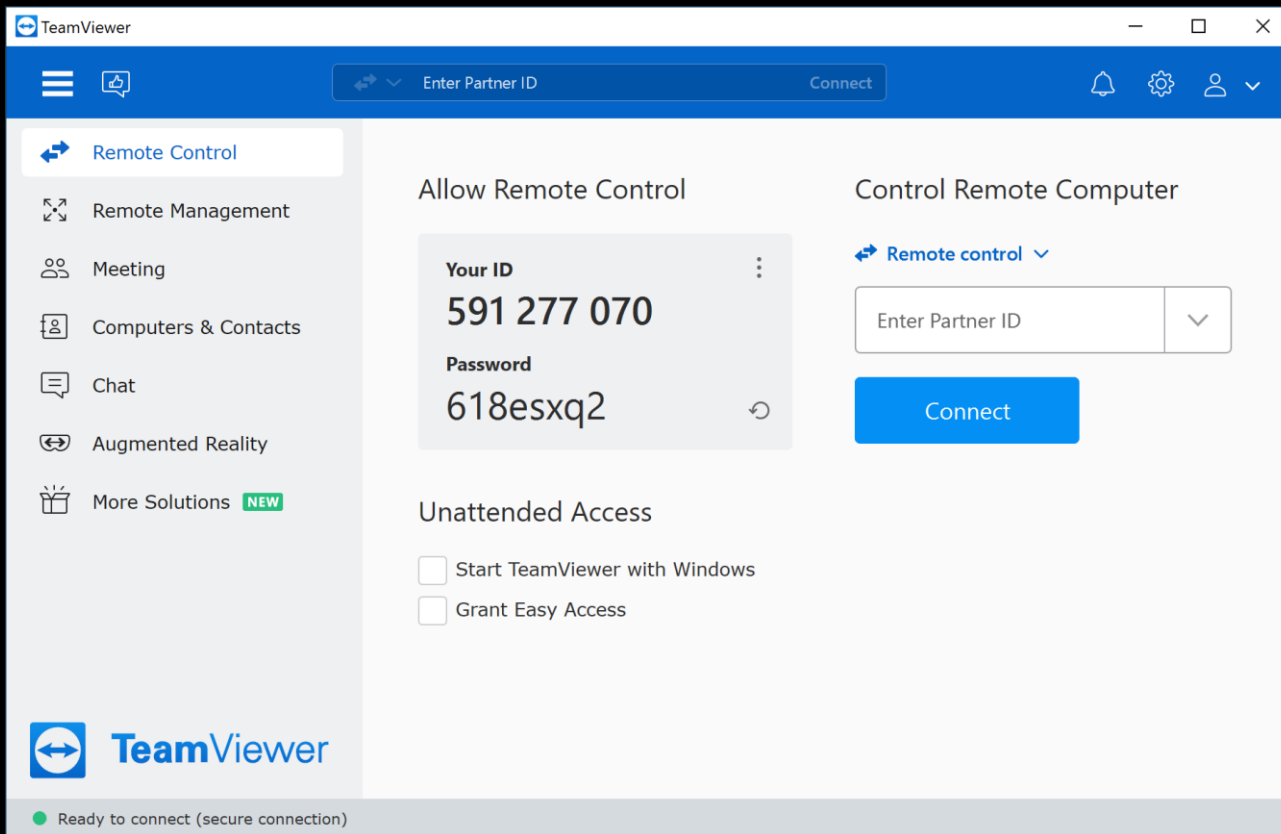 TeamViewer
Enter Partner ID Connect
Remote Control
Remote Management
Meeting
Computers & Contacts
Chat
Augmented Reality
More Solutions NEW
Allow Remote Control
Your ID
591 277 070
Password
618esxq2
Unattended Access
Start TeamViewer with Windows
Grant Easy Access
Control Remote Computer
Remote control
Enter Partner ID
Connect
TeamViewer
Ready to connect (secure connection)